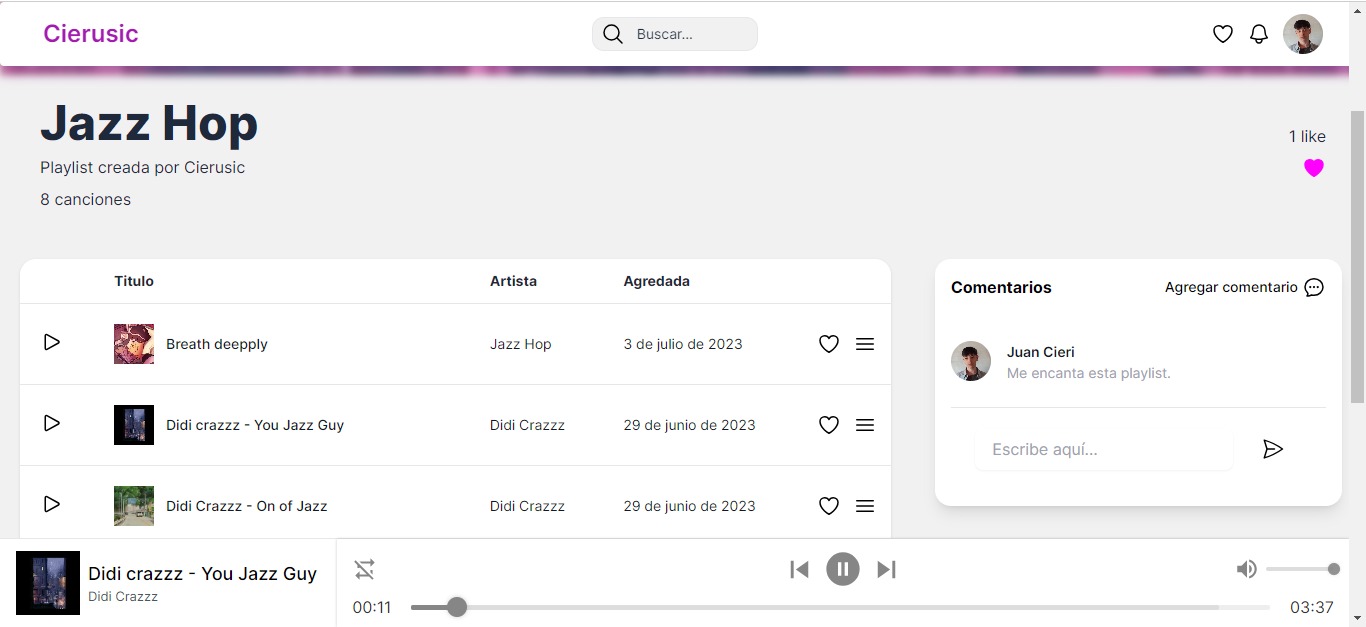 Cierusic
Buscar...
Jazz Hop
1 like
Playlist creada por Cierusic
8 canciones
Titulo Artista Agredada
Breath deepply Jazz Hop 3 de julio de 2023
Didi crazzz - You Jazz Guy Didi Crazzz 29 de junio de 2023
Didi Crazzz - On of Jazz Didi Crazzz 29 de junio de 2023
Comentarios Agregar comentario
Juan Cieri
Me encanta esta playlist.
Escribe aquí...
Didi crazzz - You Jazz Guy
Didi Crazzz
00:11 03:37